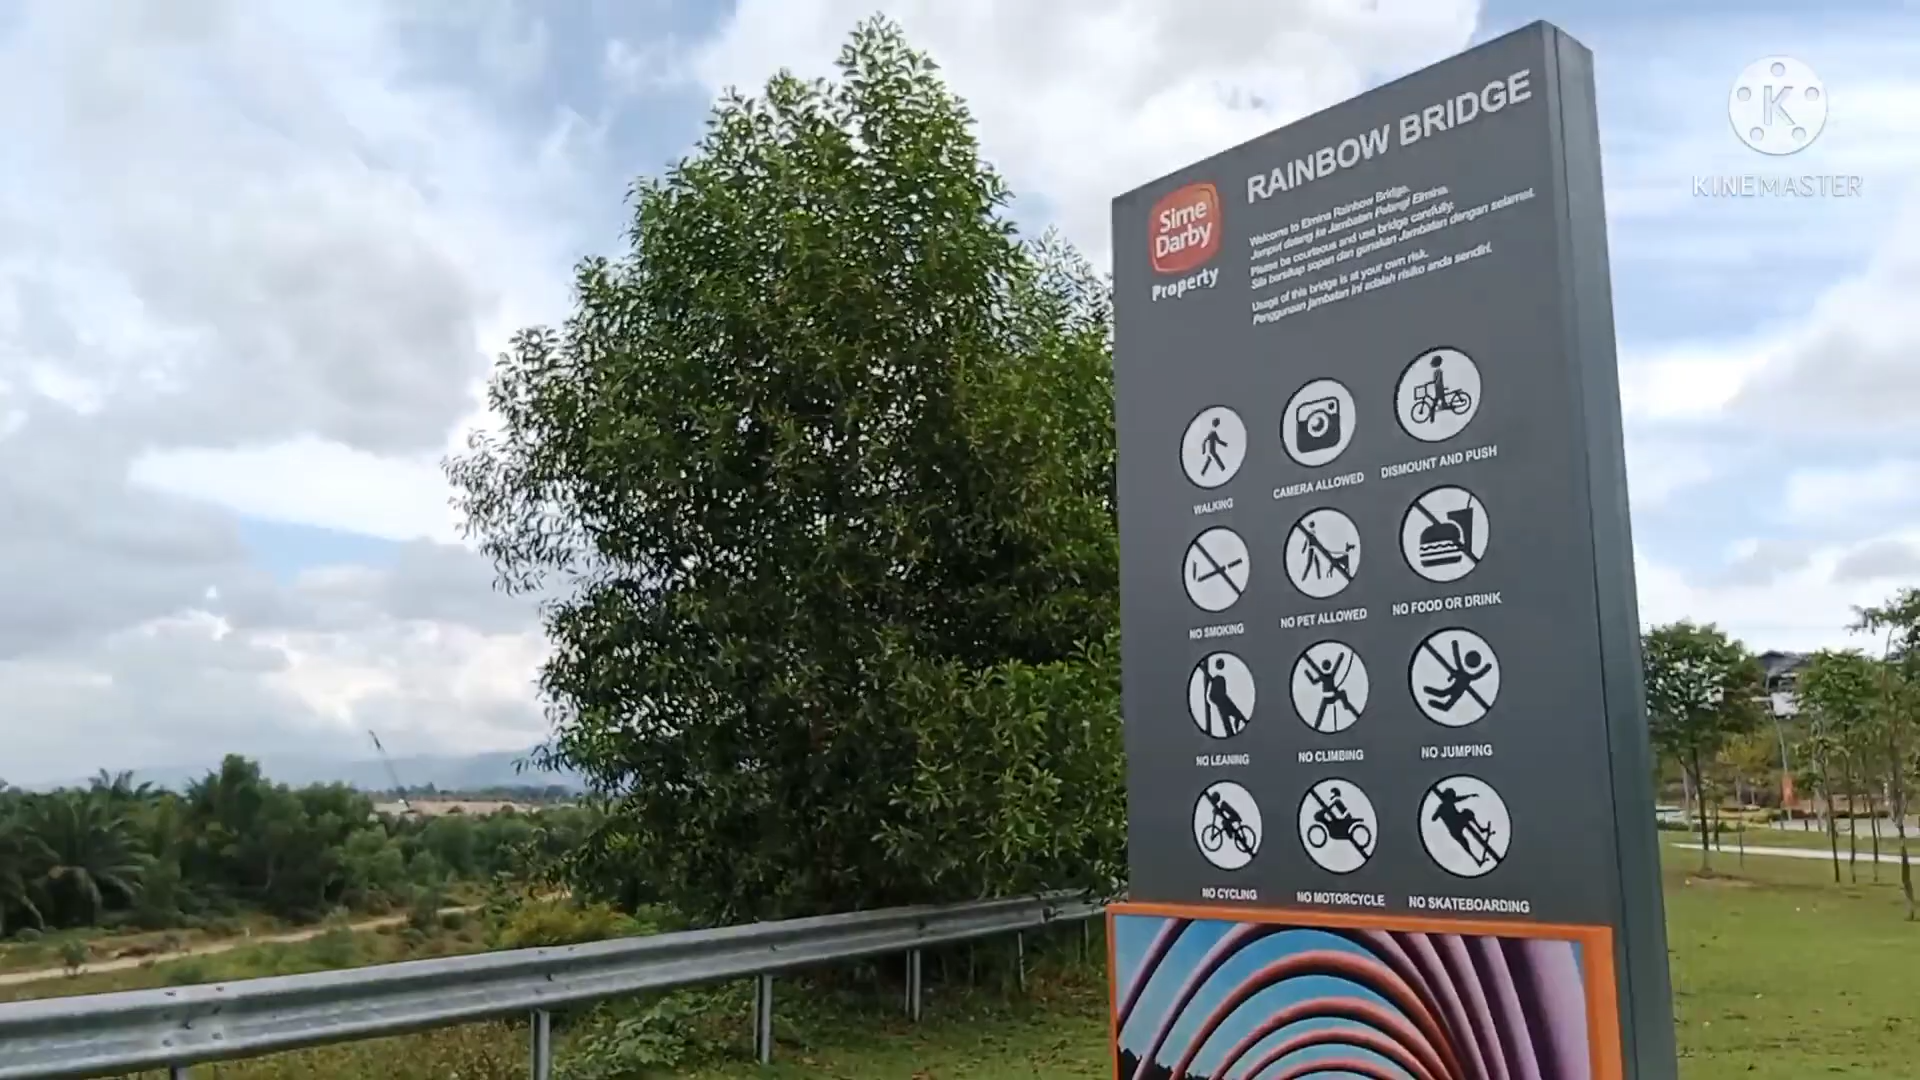 RAINBOW BRIDGE
Sime
Darby
Property
Welcome to Elmina Rainbow Bridge.
Jemput datang ke Jambatan Pelangi Elmina.
Please be courteous and use bridge carefully.
Sila bersikap sopan dan gunakan Jambatan dengan selamat.
Usage of this bridge is at your own risk.
Penggunaan jambatan ini adalah risiko anda sendiri.
WALKING
CAMERA ALLOWED
DISMOUNT AND PUSH
NO SMOKING
NO PET ALLOWED
NO FOOD OR DRINK
NO LEANING
NO CLIMBING
NO JUMPING
NO CYCLING
NO MOTORCYCLE
NO SKATEBOARDING
K
KINEMASTER